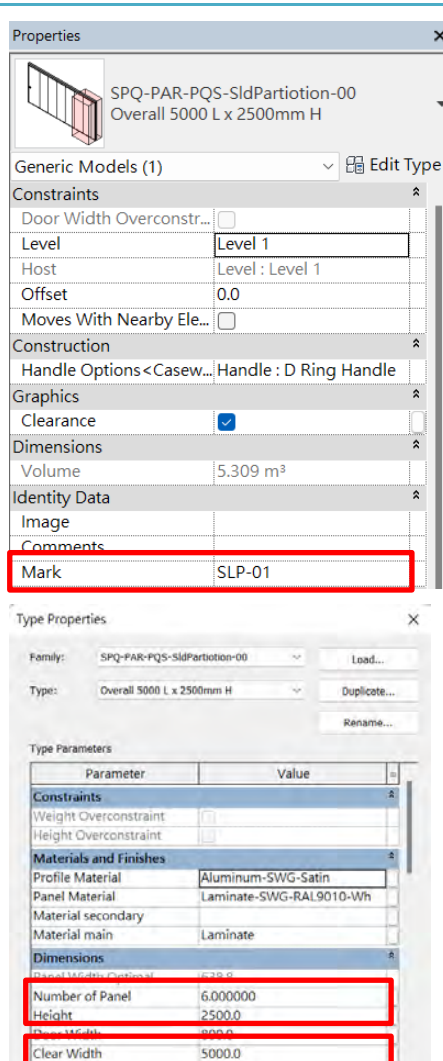 Properties
SPQ-PAR-PQS-SldPartiotion-00
Overall 5000 L x 2500mm H
Generic Models (1) Edit Type
Constraints
Door Width Overconstr...
Level Level 1
Host Level : Level 1
Offset 0.0
Moves With Nearby Ele...
Construction
Handle Options<Casew... Handle : D Ring Handle
Graphics
Clearance
Dimensions
Volume 5.309 m³
Identity Data
Image
Comments
Mark SLP-01
Type Properties
Family: SPQ-PAR-PQS-SldPartiotion-00 Load...
Type: Overall 5000 L x 2500mm H Duplicate...
Rename...
Type Parameters
Parameter Value =
Constraints
Weight Overconstraint
Height Overconstraint
Materials and Finishes
Profile Material Aluminum-SWG-Satin
Panel Material Laminate-SWG-RAL9010-Wh
Material secondary
Material main Laminate
Dimensions
Panel Width Optimal 639.8
Number of Panel 6.000000
Height 2500.0
Door Width 800.0
Clear Width 5000.0